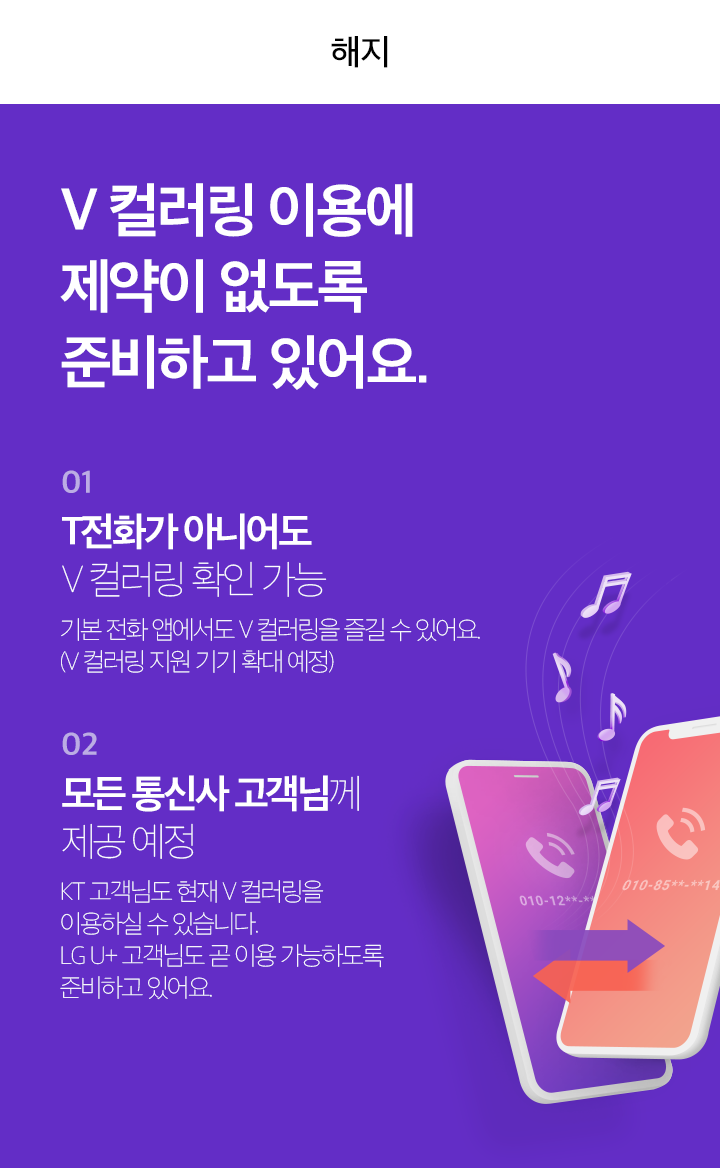 해지
V 컬러링 이용에
제약이 없도록
준비하고 있어요.
01
T전화가 아니어도
V 컬러링 확인 가능
기본 전화 앱에서도 V 컬러링을 즐길 수 있어요.
(V 컬러링 지원 기기 확대 예정)
02
모든 통신사 고객님께
제공 예정
KT 고객님도 현재 V 컬러링을
이용하실 수 있습니다.
LG U+ 고객님도 곧 이용 가능하도록
준비하고 있어요.
010-12**-**
010-85**-**14